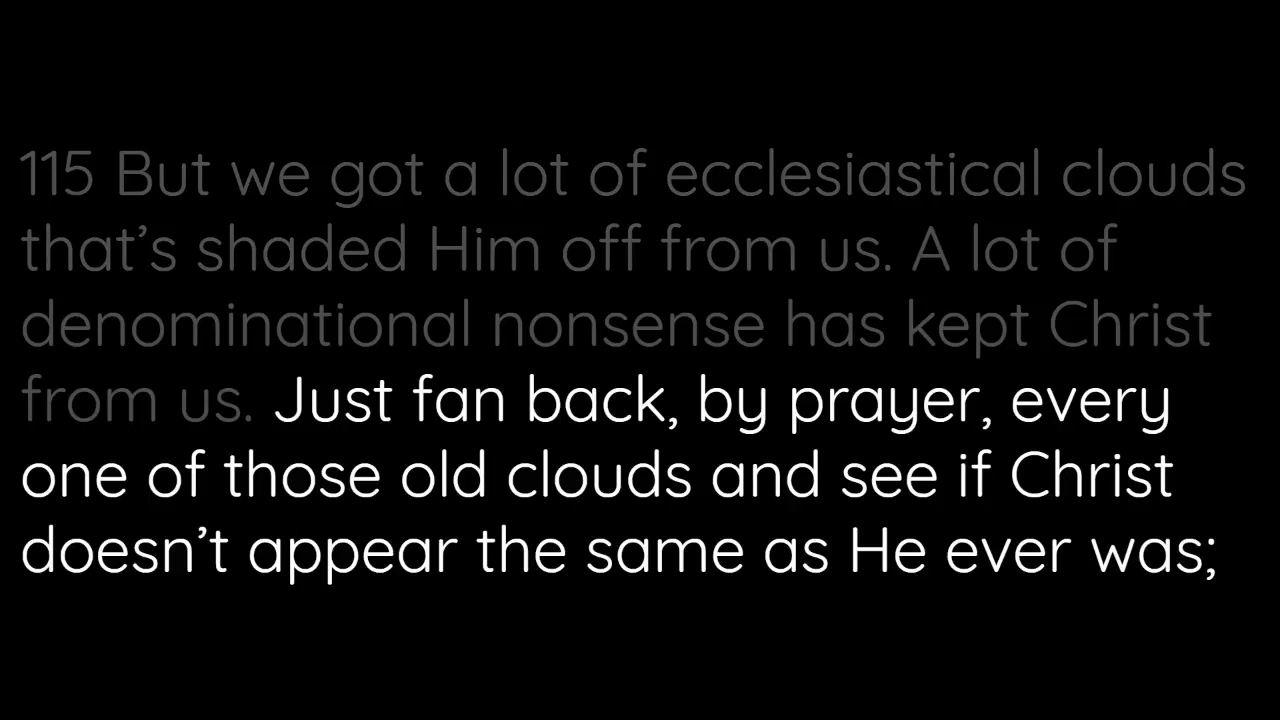 115 But we got a lot of ecclesiastical clouds
that’s shaded Him off from us. A lot of
denominational nonsense has kept Christ
from us. Just fan back, by prayer, every
one of those old clouds and see if Christ
doesn’t appear the same as He ever was;